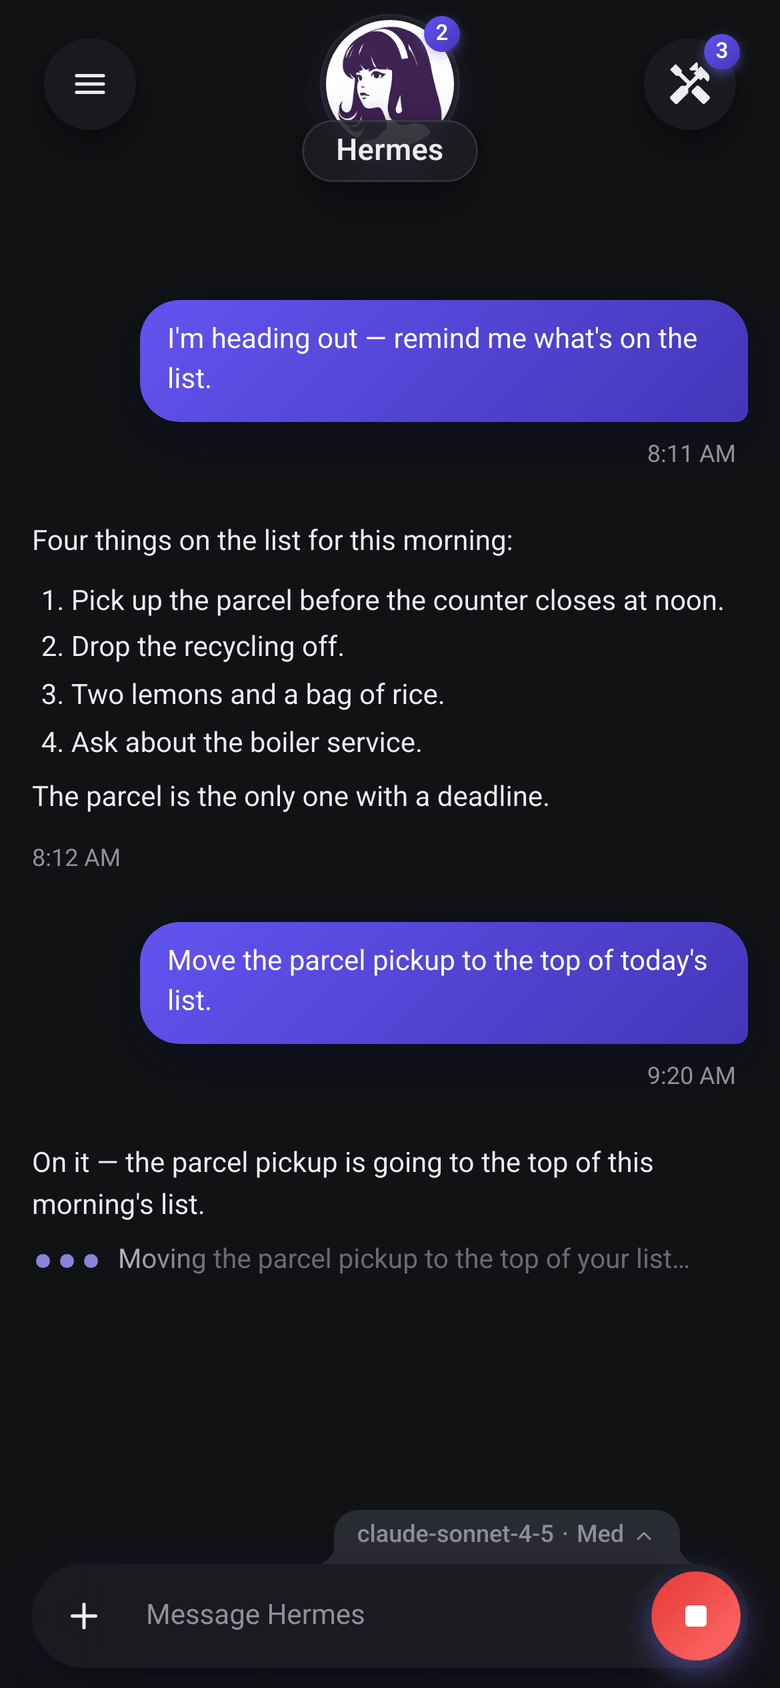 2
3
Hermes
I'm heading out — remind me what's on the
list.
8:11 AM
Four things on the list for this morning:
1. Pick up the parcel before the counter closes at noon.
2. Drop the recycling off.
3. Two lemons and a bag of rice.
4. Ask about the boiler service.
The parcel is the only one with a deadline.
8:12 AM
Move the parcel pickup to the top of today's
list.
9:20 AM
On it — the parcel pickup is going to the top of this
morning's list.
Moving the parcel pickup to the top of your list…
claude-sonnet-4-5 · Med
Message Hermes